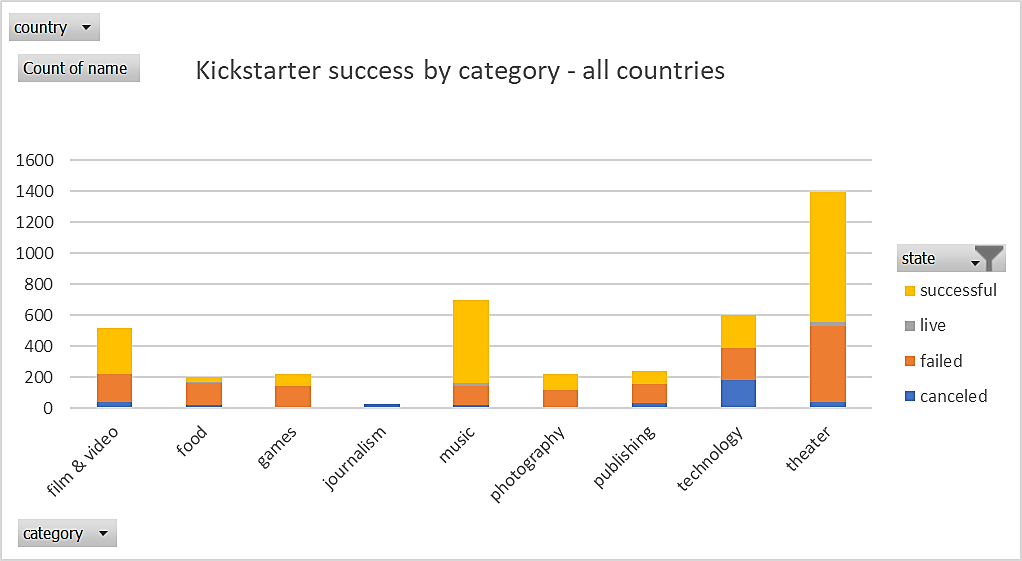 country
Count of name
Kickstarter success by category - all countries
1600
1400
1200
1000
800
600
400
200
0
film & video
food
games
journalism
music
photography
publishing
technology
theater
state
successful
live
failed
canceled
category